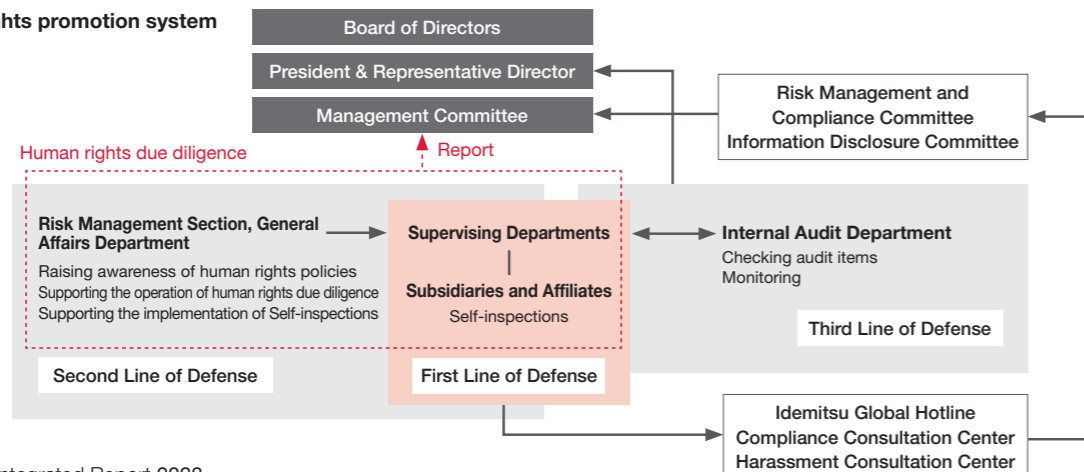 ghts promotion system
Board of Directors
President & Representative Director
Management Committee
Risk Management and
Compliance Committee
Information Disclosure Committee
Human rights due diligence
Report
Risk Management Section, General
Affairs Department
Raising awareness of human rights policies
Supporting the operation of human rights due diligence
Supporting the implementation of Self-inspections
Second Line of Defense
Supervising Departments
Subsidiaries and Affiliates
Self-inspections
First Line of Defense
Internal Audit Department
Checking audit items
Monitoring
Third Line of Defense
Idemitsu Global Hotline
Compliance Consultation Center
Harassment Consultation Center
Integrated Report